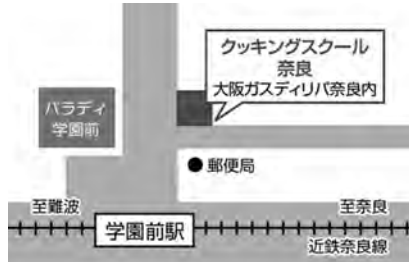 クッキングスクール
奈良
大阪ガスディリパ奈良内
パラディ
学園前
郵便局
至難波
至奈良
学園前駅
近鉄奈良線